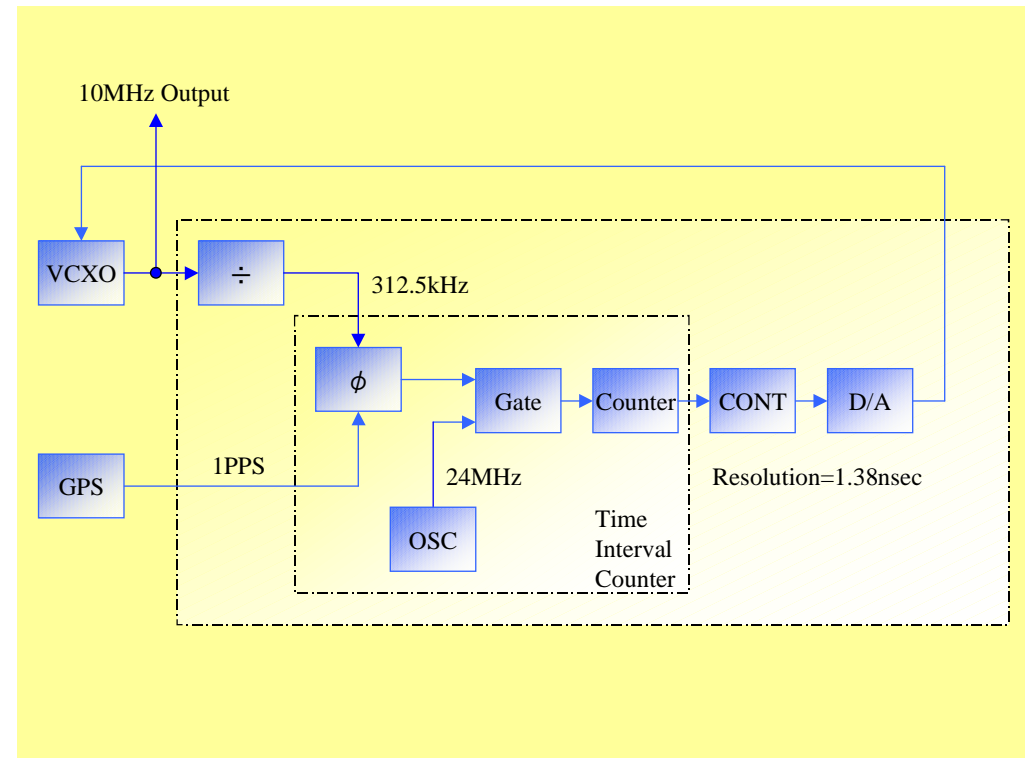 10MHz Output
VCXO
÷
312.5kHz
ϕ
Gate
Counter
CONT
D/A
1PPS
GPS
24MHz
Resolution=1.38nsec
OSC
Time
Interval
Counter